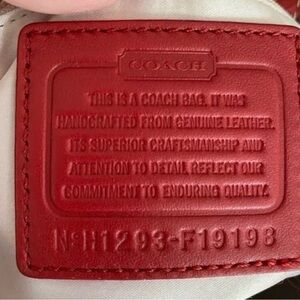 COACH
THIS IS A COACH BAG. IT WAS
HANDCRAFTED FROM GENUINE LEATHER.
ITS SUPERIOR CRAFTSMANSHIP AND
ATTENTION TO DETAIL REFLECT OUR
COMMITMENT TO ENDURING QUALITY.
Nº H1293-F19198